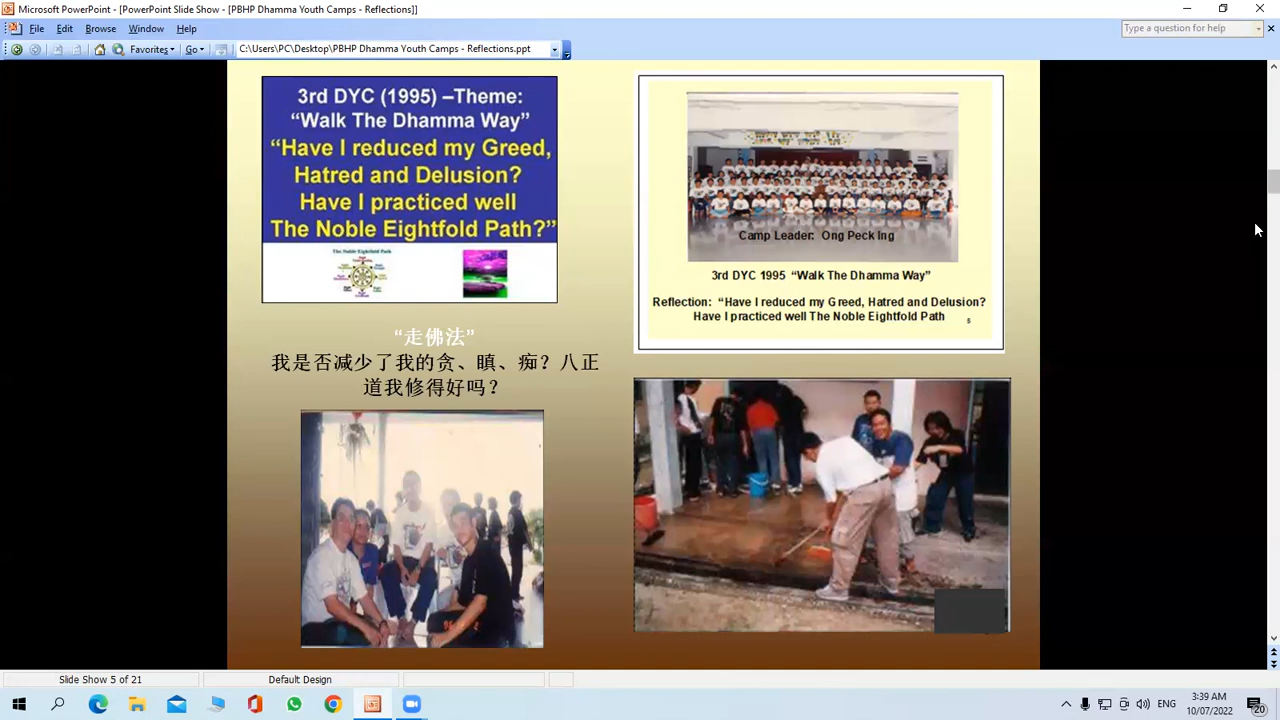 Microsoft PowerPoint - [PowerPoint Slide Show - [PBHP Dhamma Youth Camps - Reflections]]
File Edit Browse Window Help
Type a question for help
Favorites Go C:\Users\PC\Desktop\PBHP Dhamma Youth Camps - Reflections.ppt
3rd DYC (1995) –Theme:
“Walk The Dhamma Way”
“Have I reduced my Greed,
Hatred and Delusion?
Have I practiced well
The Noble Eightfold Path?”
The Noble Eightfold Path
“走佛法”
我是否减少了我的贪、瞋、痴？八正
道我修得好吗？
Camp Leader: Ong Peck Ing
3rd DYC 1995 “Walk The Dhamma Way”
Reflection: “Have I reduced my Greed, Hatred and Delusion?
Have I practiced well The Noble Eightfold Path
5
Slide Show 5 of 21
Default Design
ENG
3:39 AM
10/07/2022
20